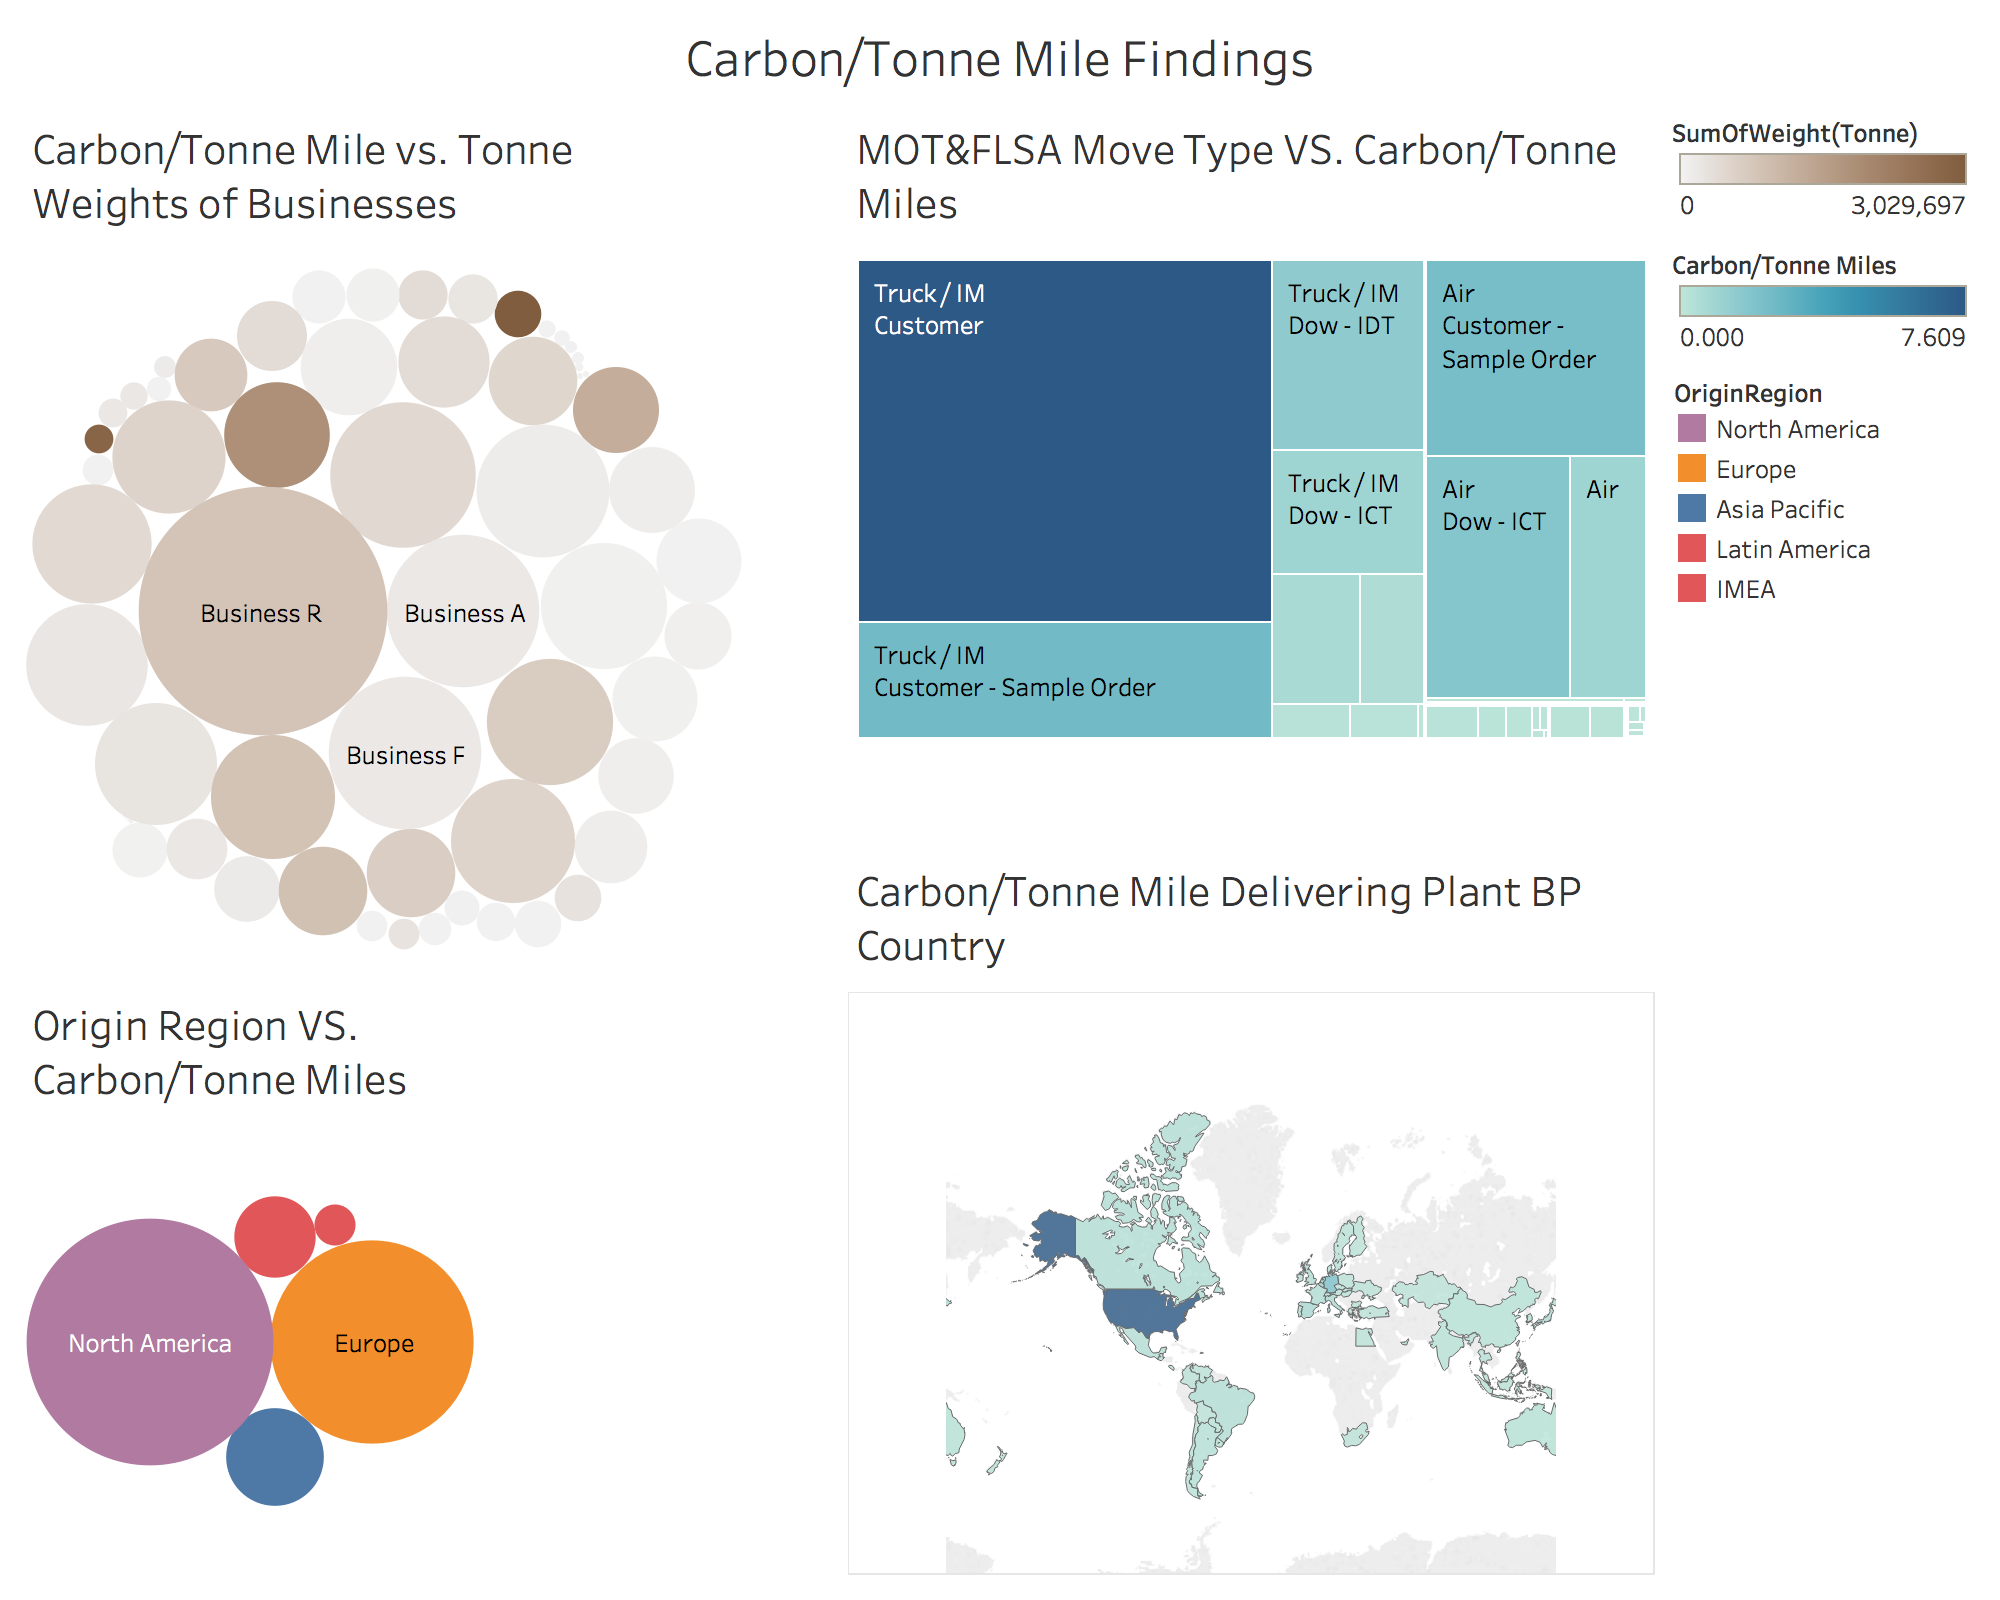 Carbon/Tonne Mile Findings
Carbon/Tonne Mile vs. Tonne
Weights of Businesses
Business R
Business A
Business F
Origin Region VS.
Carbon/Tonne Miles
North America
Europe
MOT&FLSA Move Type VS. Carbon/Tonne
Miles
Truck / IM
Customer
Truck / IM
Customer - Sample Order
Truck / IM
Dow - IDT
Truck / IM
Dow - ICT
Air
Customer -
Sample Order
Air
Dow - ICT
Air
Carbon/Tonne Mile Delivering Plant BP
Country
SumOfWeight(Tonne)
0 3,029,697
Carbon/Tonne Miles
0.000 7.609
OriginRegion
North America
Europe
Asia Pacific
Latin America
IMEA